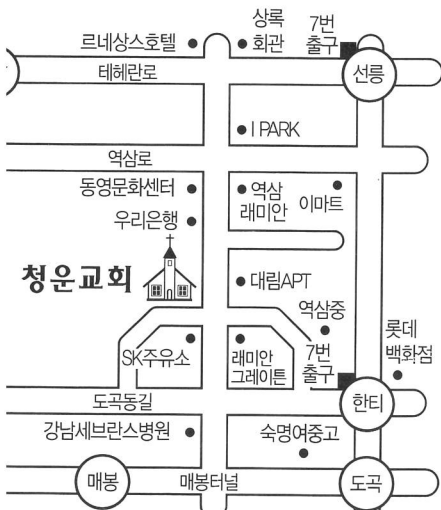 상록
회관
7번
출구
르네상스호텔
테헤란로
선릉
I PARK
역삼로
동영문화센터
역삼
래미안
이마트
우리은행
청운교회
대림APT
역삼중
롯데
백화점
SK주유소
래미안
그레이튼
7번
출구
한티
도곡동길
강남세브란스병원
숙명여중고
매봉
매봉터널
도곡